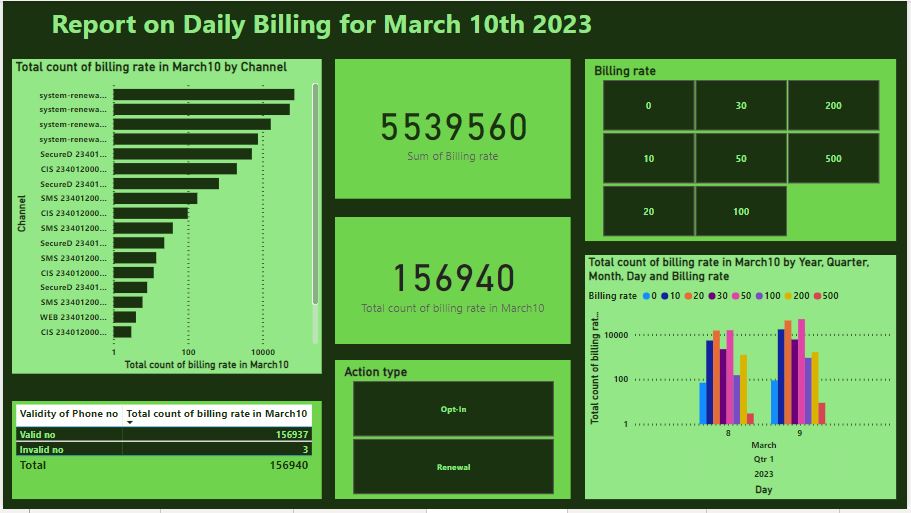 Report on Daily Billing for March 10th 2023
Total count of billing rate in March10 by Channel
Channel
system-renewa...
system-renewa...
system-renewa...
system-renewa...
SecureD 23401...
CIS 234012000...
SecureD 23401...
SMS 234012000...
CIS 234012000...
SMS 234012000...
SecureD 23401...
SMS 234012000...
CIS 234012000...
SecureD 23401...
SMS 23401200...
WEB 23401200...
CIS 234012000...
1 100 10000
Total count of billing rate in March10
Validity of Phone no Total count of billing rate in March10
Valid no 156937
Invalid no 3
Total 156940
5539560
Sum of Billing rate
156940
Total count of billing rate in March10
Action type
Opt-In
Renewal
Billing rate
0 30 200
10 50 500
20 100
Total count of billing rate in March10 by Year, Quarter,
Month, Day and Billing rate
Billing rate 0 10 20 30 50 100 200 500
Total count of billing rat...
10000
100
1
8 9
March
Qtr 1
2023
Day